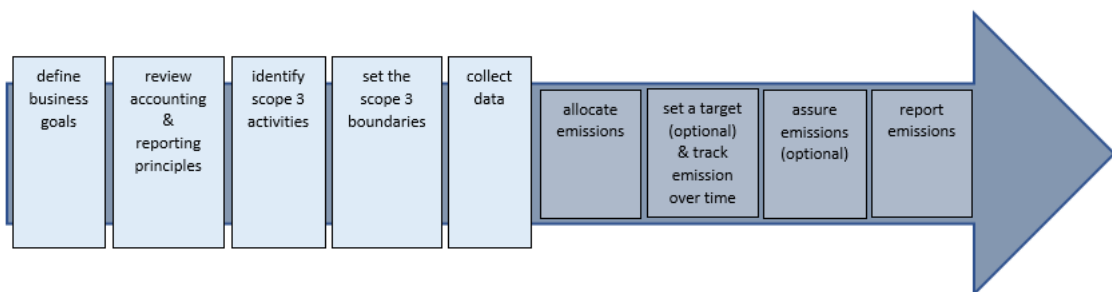 define
business
goals
review
accounting
&
reporting
principles
identify
scope 3
activities
set the
scope 3
boundaries
collect
data
allocate
emissions
set a target
(optional)
& track
emission
over time
assure
emissions
(optional)
report
emissions